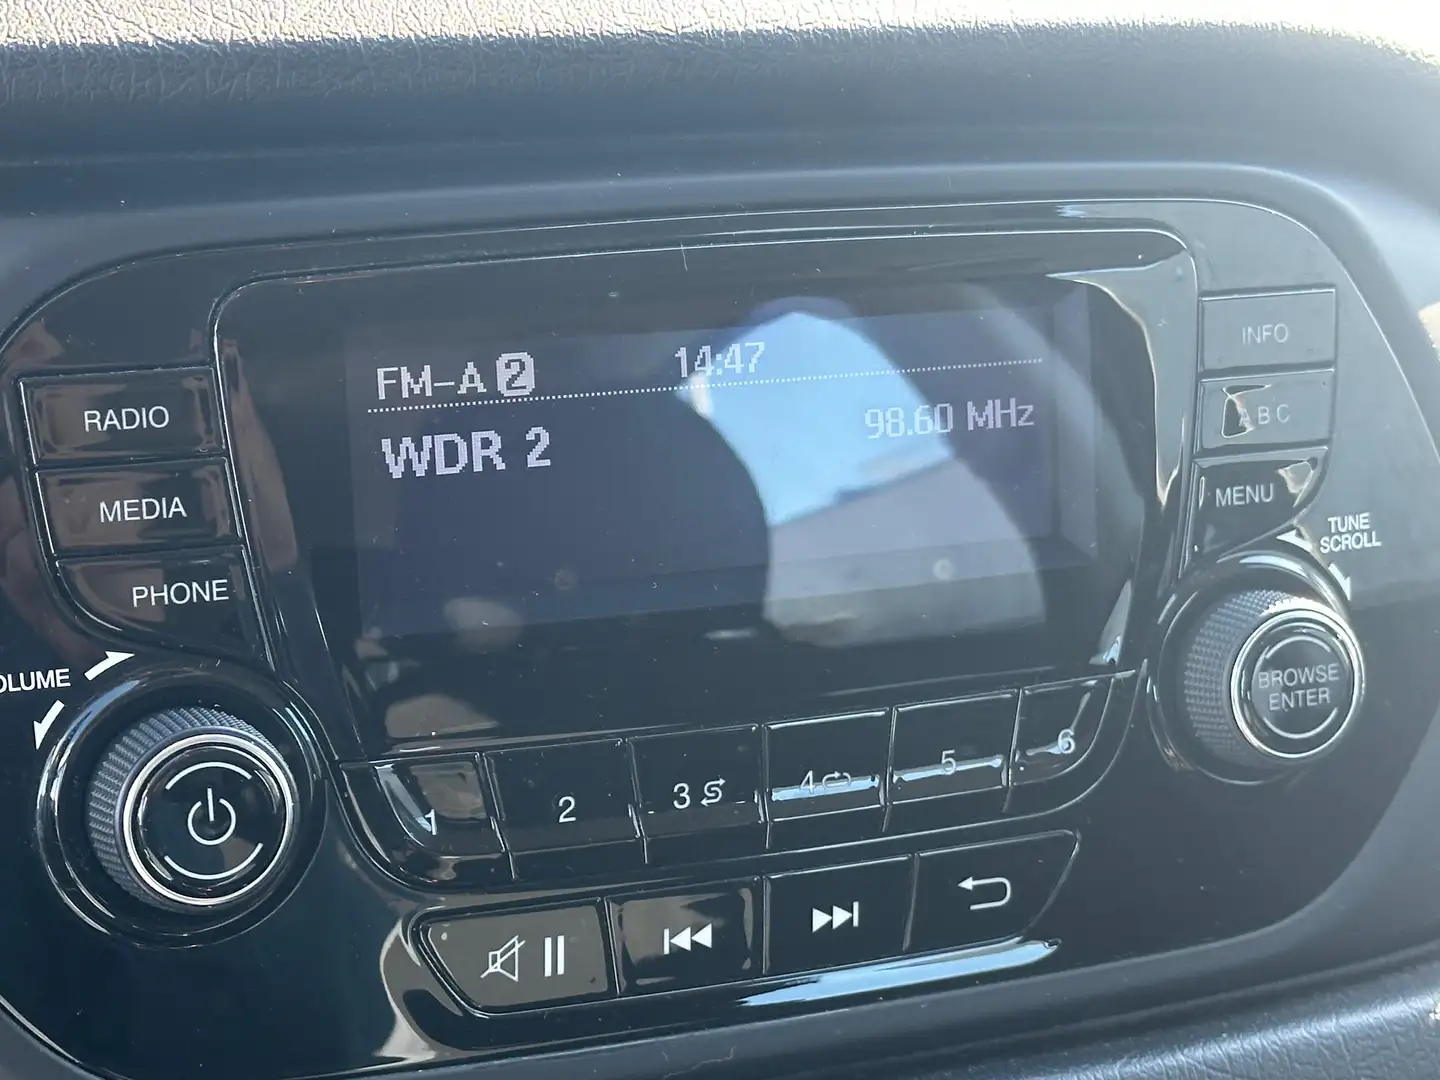 FM-A 2 14:47
98.60 MHz
WDR 2
RADIO
MEDIA
PHONE
INFO
ABC
MENU
TUNE
SCROLL
BROWSE
ENTER
1 2 3 4 5 6